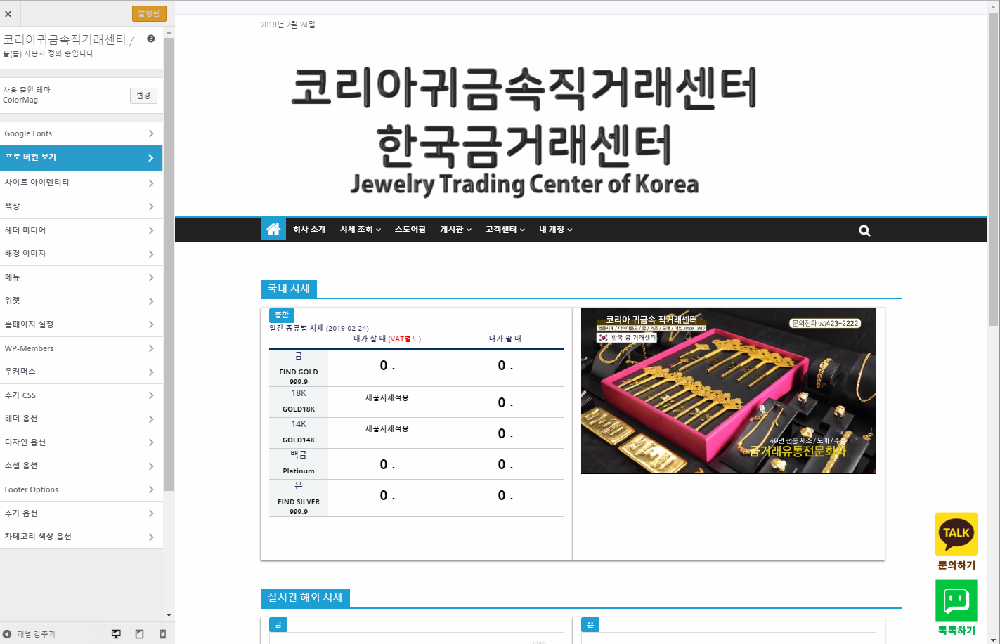 발행됨
코리아귀금속직거래센터 / ...
을(를) 사용자 정의 중입니다
사용 중인 테마
ColorMag
변경
Google Fonts
프로 버전 보기
사이트 아이덴티티
색상
헤더 미디어
배경 이미지
메뉴
위젯
홈페이지 설정
WP-Members
우커머스
추가 CSS
헤더 옵션
디자인 옵션
소셜 옵션
Footer Options
추가 옵션
카테고리 색상 옵션
패널 감추기
2019년 2월 24일
코리아귀금속직거래센터
한국금거래센터
Jewelry Trading Center of Korea
회사 소개 시세 조회 스토어팜 게시판 고객센터 내 계정
국내 시세
종합
일간 종류별 시세 (2019-02-24)
내가 살 때 (VAT별도) 내가 팔 때
금
FIND GOLD
999.9
0 - 0 -
18K
GOLD18K
제품시세적용 0 -
14K
GOLD14K
제품시세적용 0 -
백금
Platinum
0 - 0 -
은
FIND SILVER
999.9
0 - 0 -
코리아 귀금속 직거래센터
명품시계 / 다이아몬드 / 금 / 제조 / 도매 / 매입 since 1980
한국 금 거래센터
문의전화 02)423-2222
40년 전통 제조 / 도매 / 수출
금거래유통전문회사
TALK
문의하기
톡톡하기
실시간 해외 시세
금
은